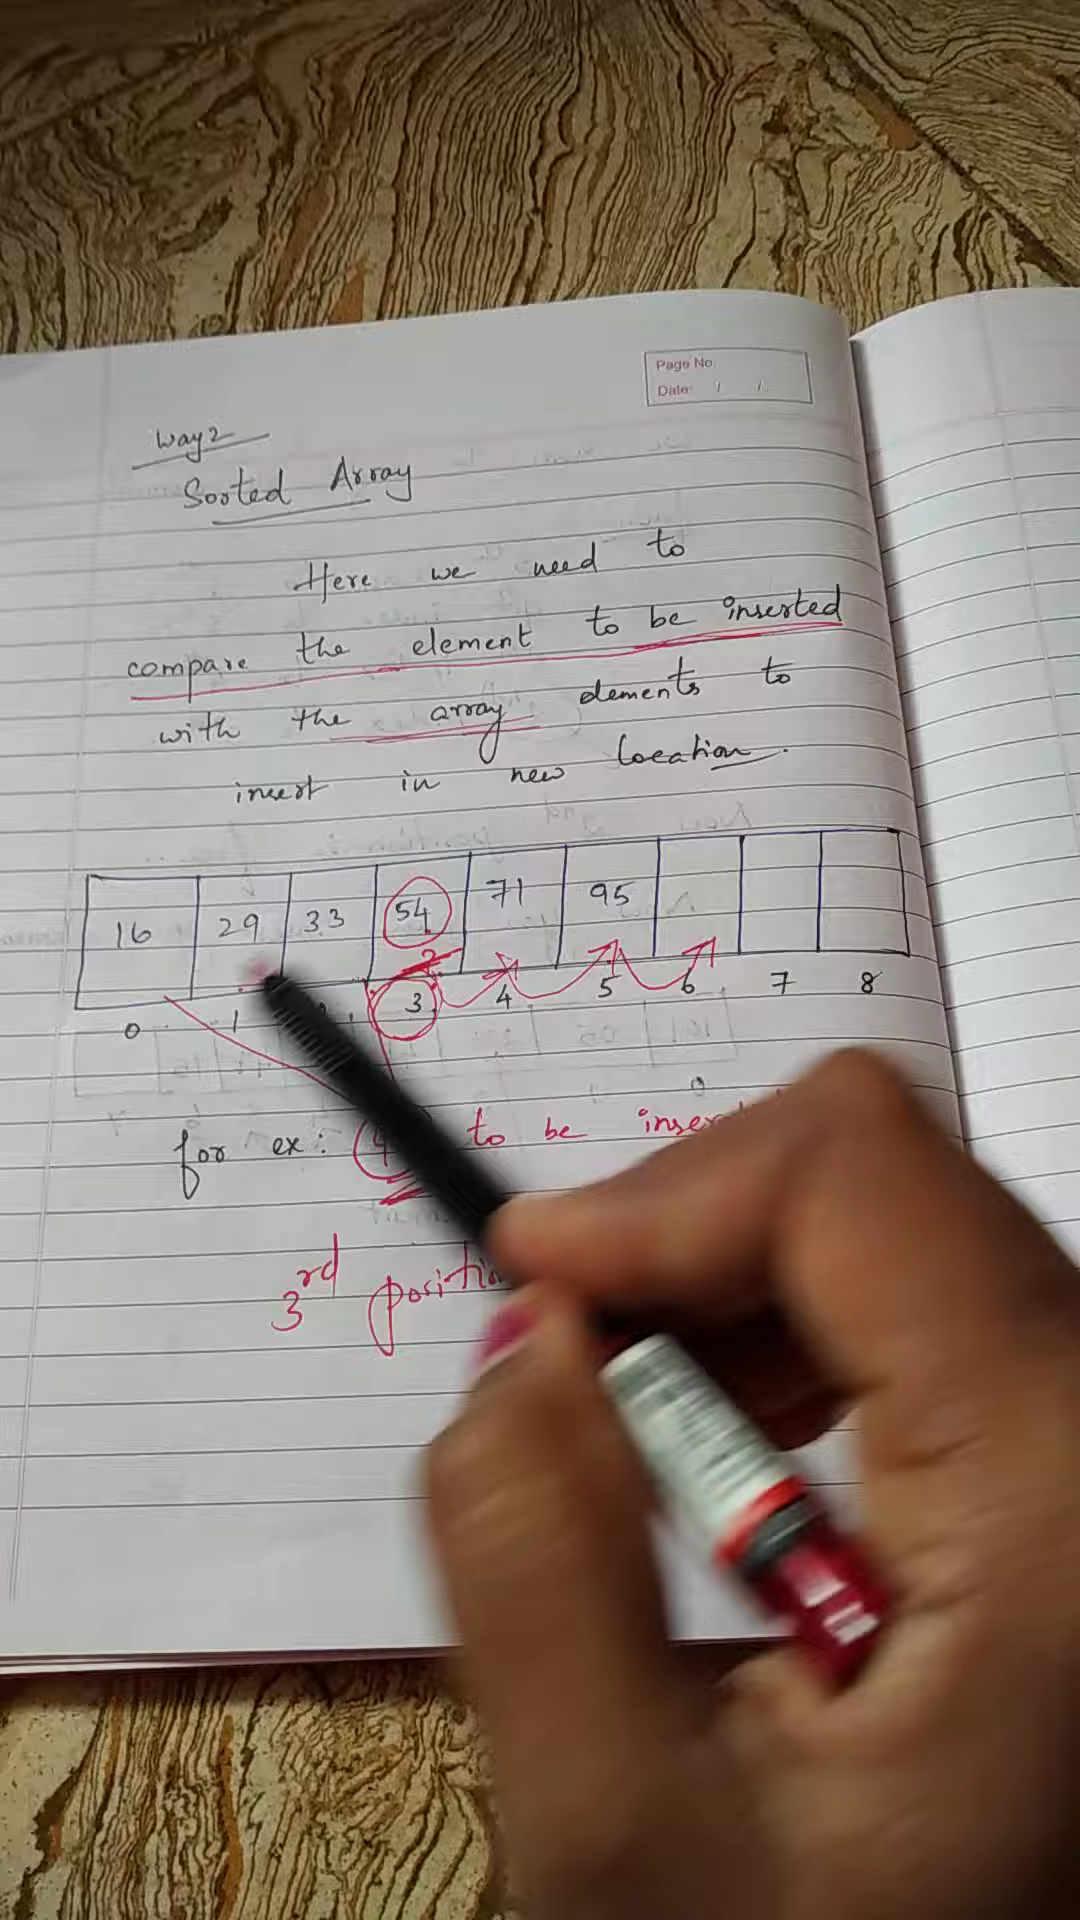 Page No.
Date: / /
Way 2
Sorted Array
Here we need to
compare the element to be inserted
with the array elements to
insert in new location.
16 29 33 54 71 95
0 1 3 4 5 6 7 8
for ex: to be
3rd